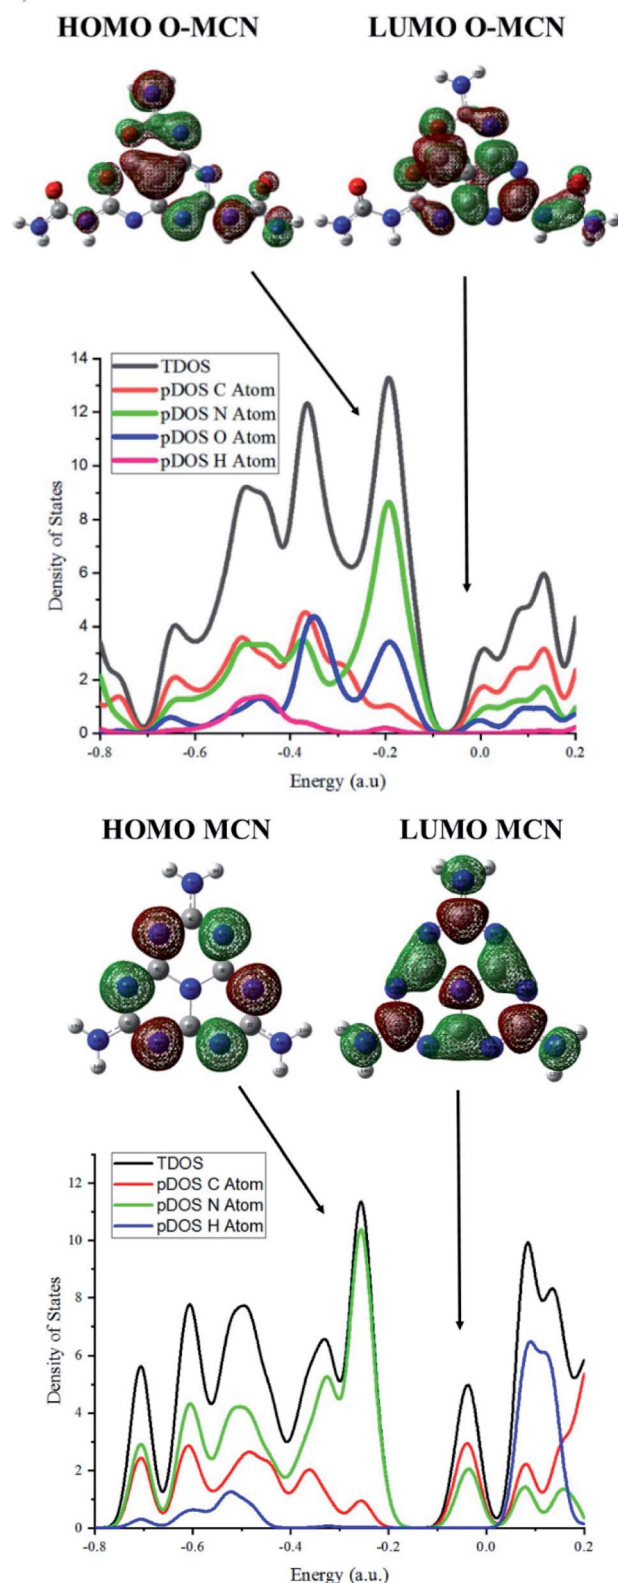 HOMO O-MCN LUMO O-MCN
14
12
10
8
6
4
2
0
Density of States
TDOS
pDOS C Atom
pDOS N Atom
pDOS O Atom
pDOS H Atom
-0.8 -0.6 -0.4 -0.2 0.0 0.2
Energy (a.u)
HOMO MCN LUMO MCN
12
10
8
6
4
2
0
Density of States
TDOS
pDOS C Atom
pDOS N Atom
pDOS H Atom
-0.8 -0.6 -0.4 -0.2 0.0 0.2
Energy (a.u.)